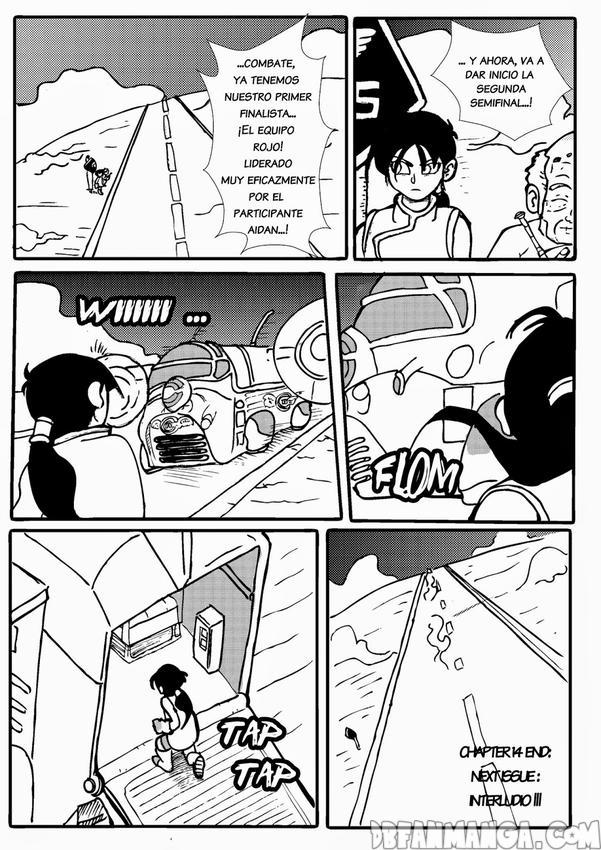 ...COMBATE,
YA TENEMOS
NUESTRO PRIMER
FINALISTA...
¡EL EQUIPO
ROJO!
LIDERADO
MUY EFICAZMENTE
POR EL
PARTICIPANTE
AIDAN...!
... Y AHORA, VA A
DAR INICIO LA
SEGUNDA
SEMIFINAL...!
S
WIIIIII ...
FLOM
TAP
TAP
CHAPTER 14 END:
NEXT ISSUE :
INTERLUDIO III
DBFANMANGA.COM